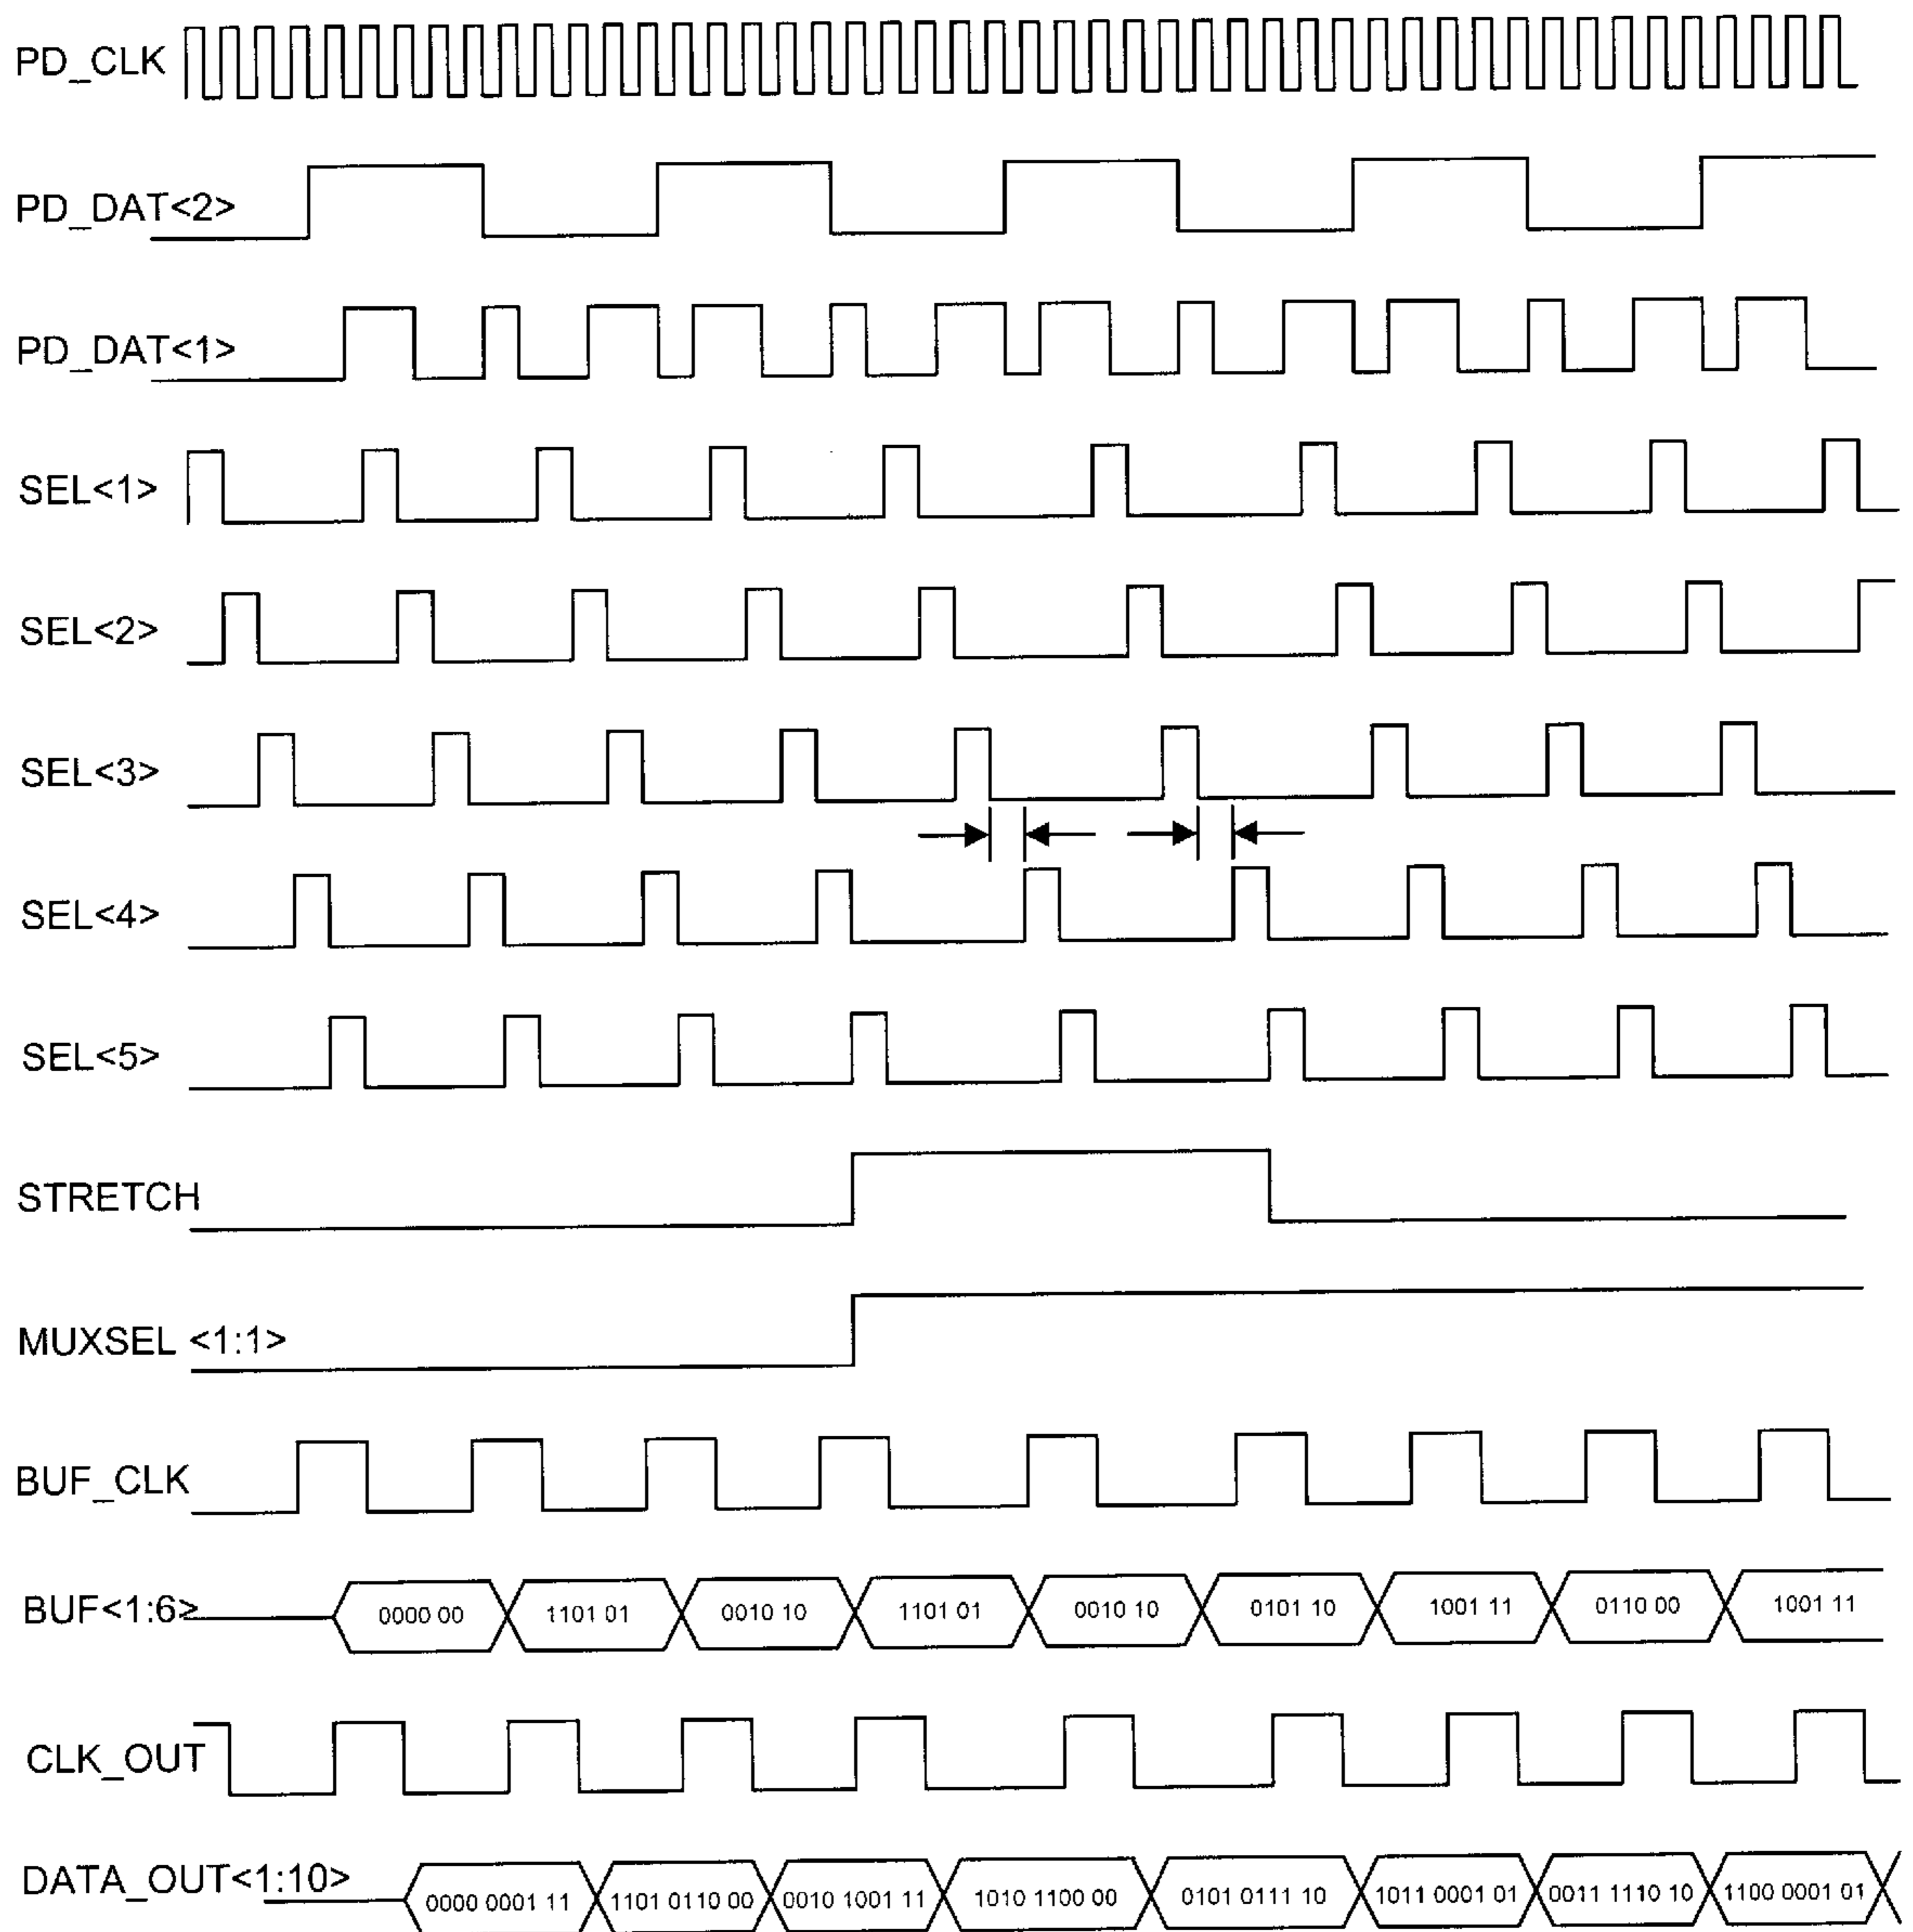 PD_CLK
PD_DAT<2>
PD_DAT<1>
SEL<1>
SEL<2>
SEL<3>
SEL<4>
SEL<5>
STRETCH
MUXSEL <1:1>
BUF_CLK
BUF<1:6> 0000 00 1101 01 0010 10 1101 01 0010 10 0101 10 1001 11 0110 00 1001 11
CLK_OUT
DATA_OUT<1:10> 0000 0001 11 1101 0110 00 0010 1001 11 1010 1100 00 0101 0111 10 1011 0001 01 0011 1110 10 1100 0001 01